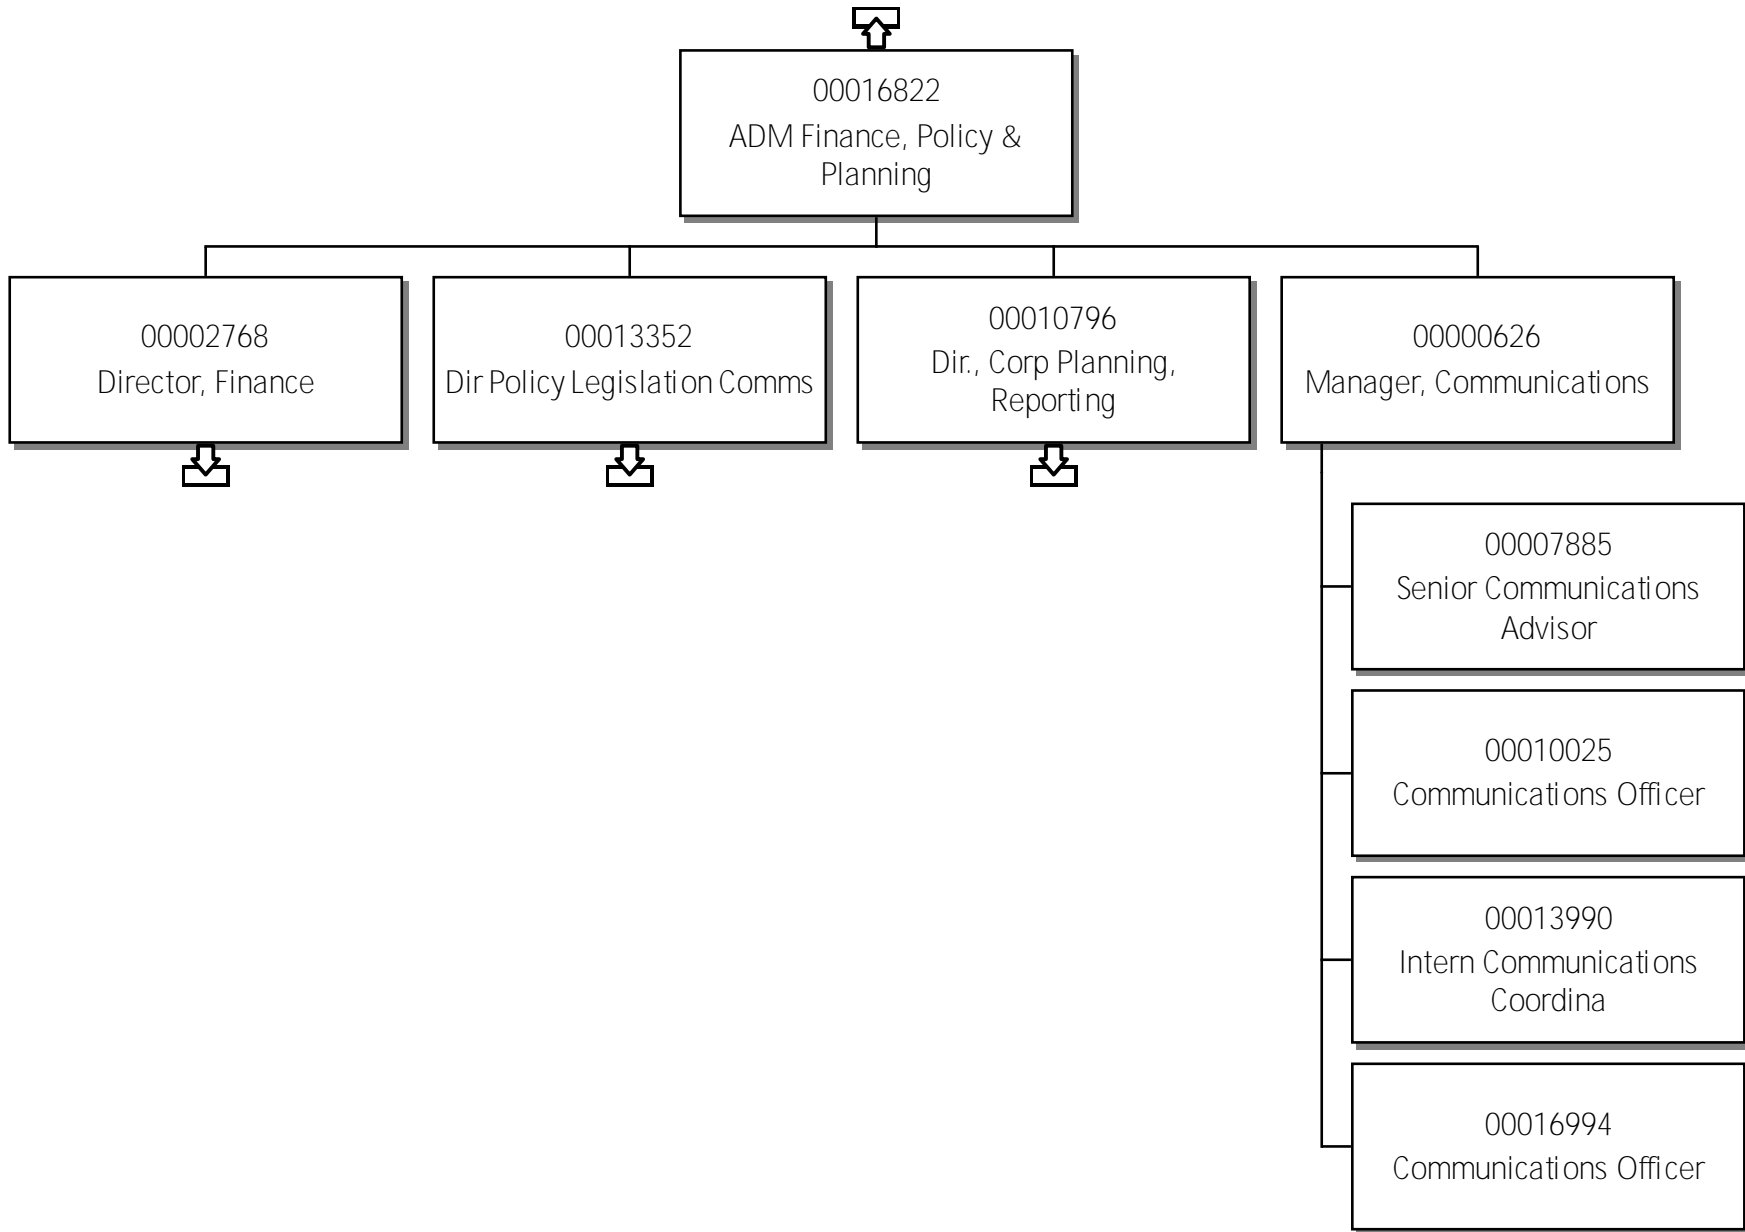 00016822
ADM Finance, Policy &
Planning
00002768
Director, Finance
00013352
Dir Policy Legislation Comms
00010796
Dir., Corp Planning,
Reporting
00000626
Manager, Communications
00007885
Senior Communications
Advisor
00010025
Communications Officer
00013990
Intern Communications
Coordina
00016994
Communications Officer